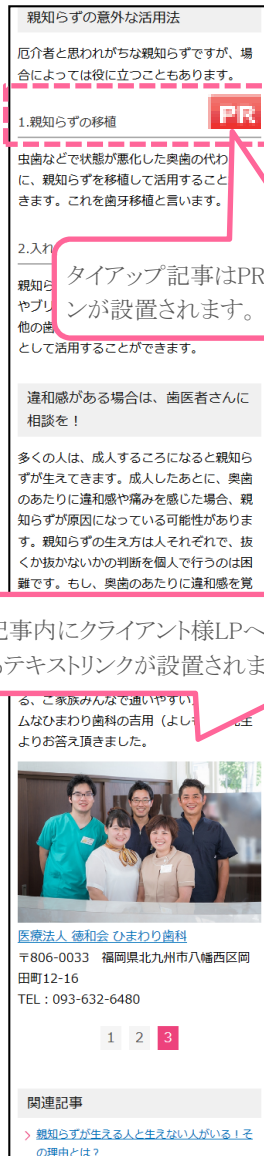 親知らずの意外な活用法
厄介者と思われがちな親知らずですが、場
合によっては役に立つこともあります。
1.親知らずの移植
PR
虫歯などで状態が悪化した奥歯の代わ
に、親知らずを移植して活用すること
きます。これを歯牙移植と言います。
2.入れ
親知ら
やブリ
他の歯
として活用することができます。
タイアップ記事はPR
ンが設置されます。
違和感がある場合は、歯医者さんに
相談を！
多くの人は、成人するころになると親知ら
ずが生えてきます。成人したあとに、奥歯
のあたりに違和感や痛みを感じた場合、親
知らずが原因になっている可能性がありま
す。親知らずの生え方は人それぞれで、抜
くか抜かないかの判断を個人で行うのは困
難です。もし、奥歯のあたりに違和感を覚
記事内にクライアント様LPへ
るテキストリンクが設置されま
る、ご家族みんなで通いやすい
ムなひまわり歯科の吉用（よし
よりお答え頂きました。
医療法人 徳和会 ひまわり歯科
〒806-0033 福岡県北九州市八幡西区岡
田町12-16
TEL：093-632-6480
1 2 3
関連記事
親知らずが生える人と生えない人がいる！そ
の理由とは？